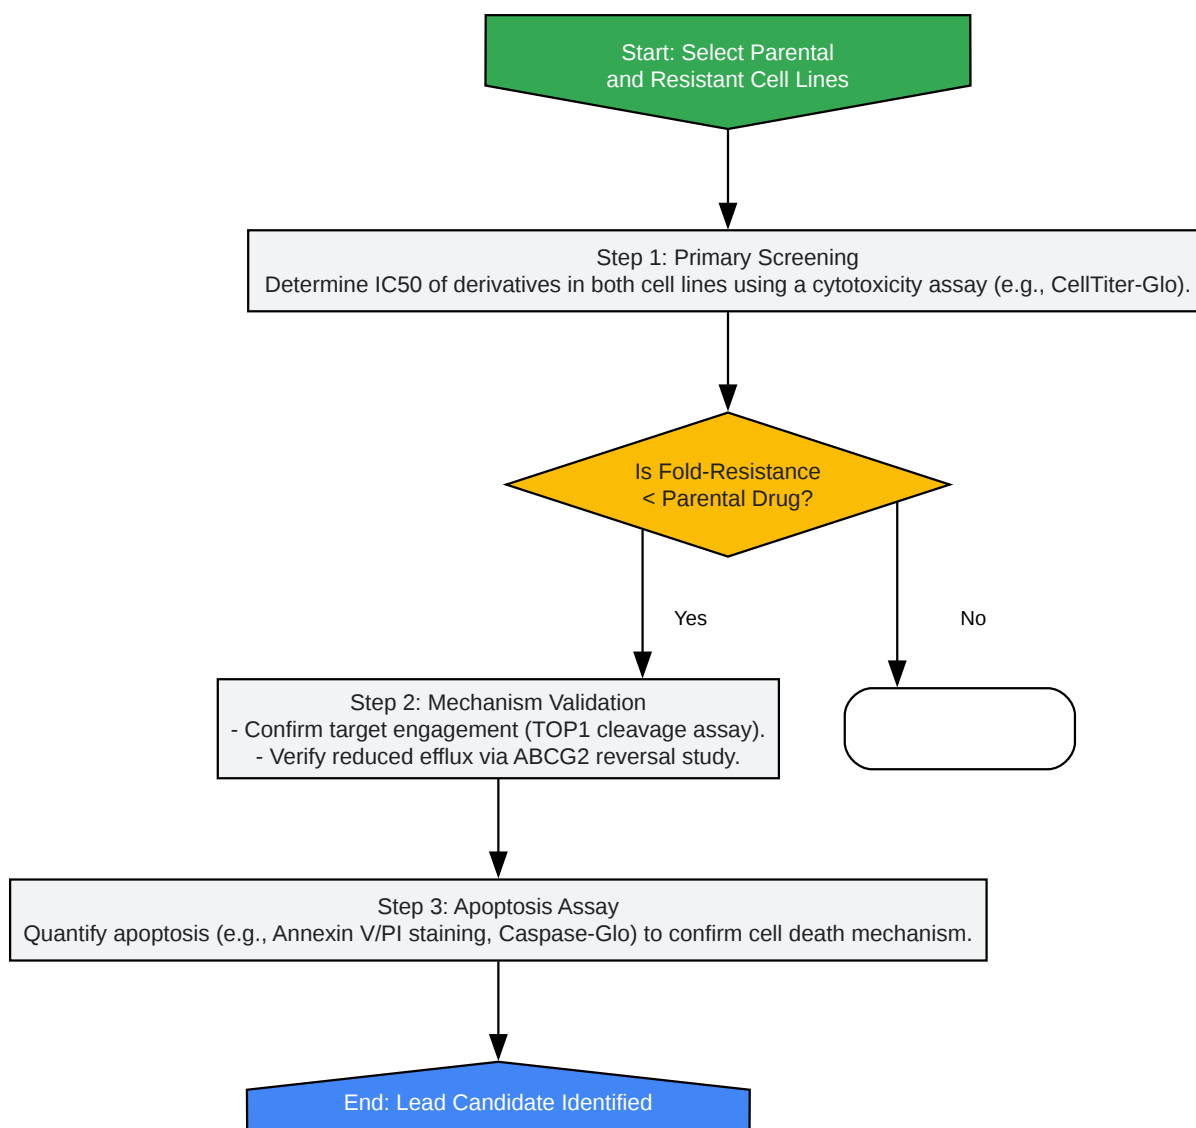 Start: Select Parental
and Resistant Cell Lines
Step 1: Primary Screening
Determine IC50 of derivatives in both cell lines using a cytotoxicity assay (e.g., CellTiter-Glo).
Is Fold-Resistance
< Parental Drug?
Yes
No
Step 2: Mechanism Validation
- Confirm target engagement (TOP1 cleavage assay).
- Verify reduced efflux via ABCG2 reversal study.
Step 3: Apoptosis Assay
Quantify apoptosis (e.g., Annexin V/PI staining, Caspase-Glo) to confirm cell death mechanism.
End: Lead Candidate Identified